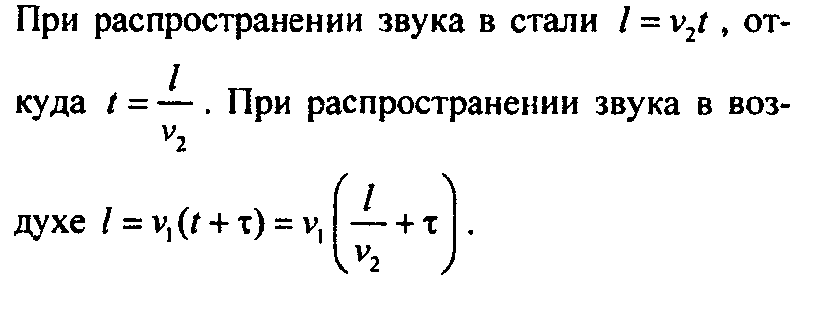 При распространении звука в стали l = v₂t , от-
куда t = l/v₂ . При распространении звука в воз-
духе l = v₁(t + τ) = v₁(l/v₂ + τ) .